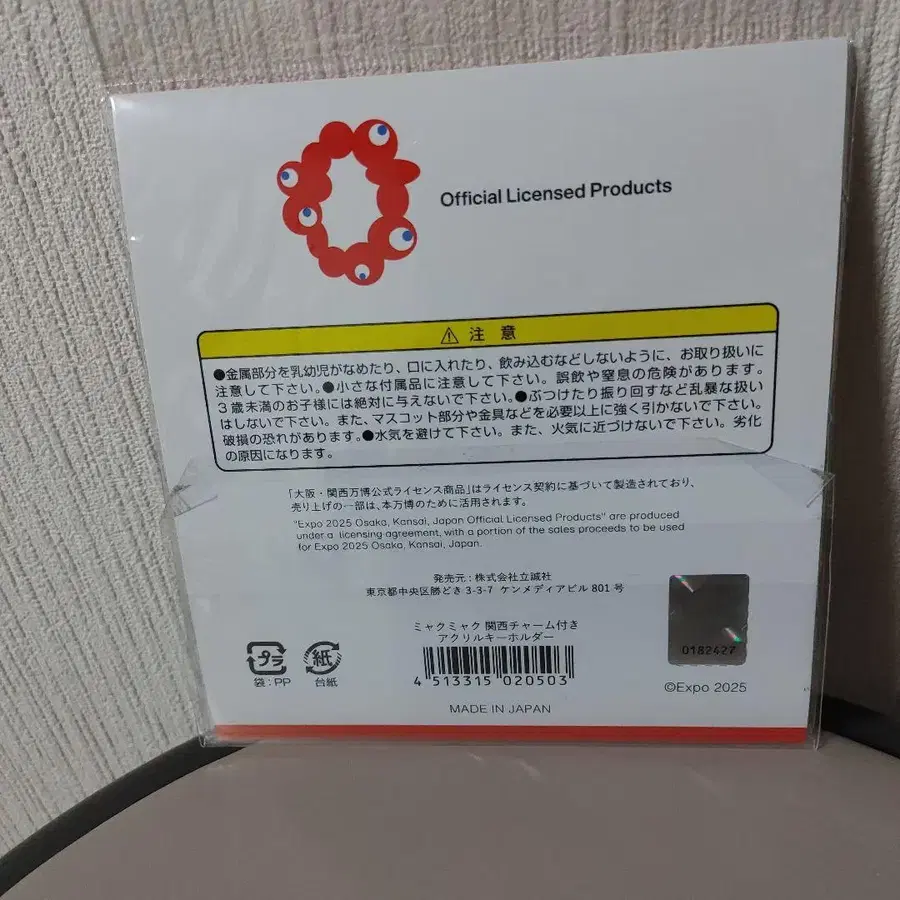 Official Licensed Products
⚠ 注 意
●金属部分を乳幼児がなめたり、口に入れたり、飲み込むなどしないように、お取り扱いに
注意して下さい。●小さな付属品に注意して下さい。誤飲や窒息の危険があります。
3歳未満のお子様には絶対に与えないで下さい。●ぶつけたり振り回すなど乱暴な扱い
はしないで下さい。また、マスコット部分や金具などを必要以上に強く引かないで下さい。
破損の恐れがあります。●水気を避けて下さい。また、火気に近づけないで下さい。劣化
の原因になります。
「大阪・関西万博公式ライセンス商品」はライセンス契約に基づいて製造されており、
売り上げの一部は、本万博のために活用されます。
"Expo 2025 Osaka, Kansai, Japan Official Licensed Products" are produced
under a licensing agreement, with a portion of the sales proceeds to be used
for Expo 2025 Osaka, Kansai, Japan.
発売元：株式会社立誠社
東京都中央区勝どき 3-3-7 ケンメディアビル 801 号
ミャクミャク 関西チャーム付き
アクリルキーホルダー
プラ
袋：PP
紙
台紙
4 513315 020503
MADE IN JAPAN
0182427
©Expo 2025